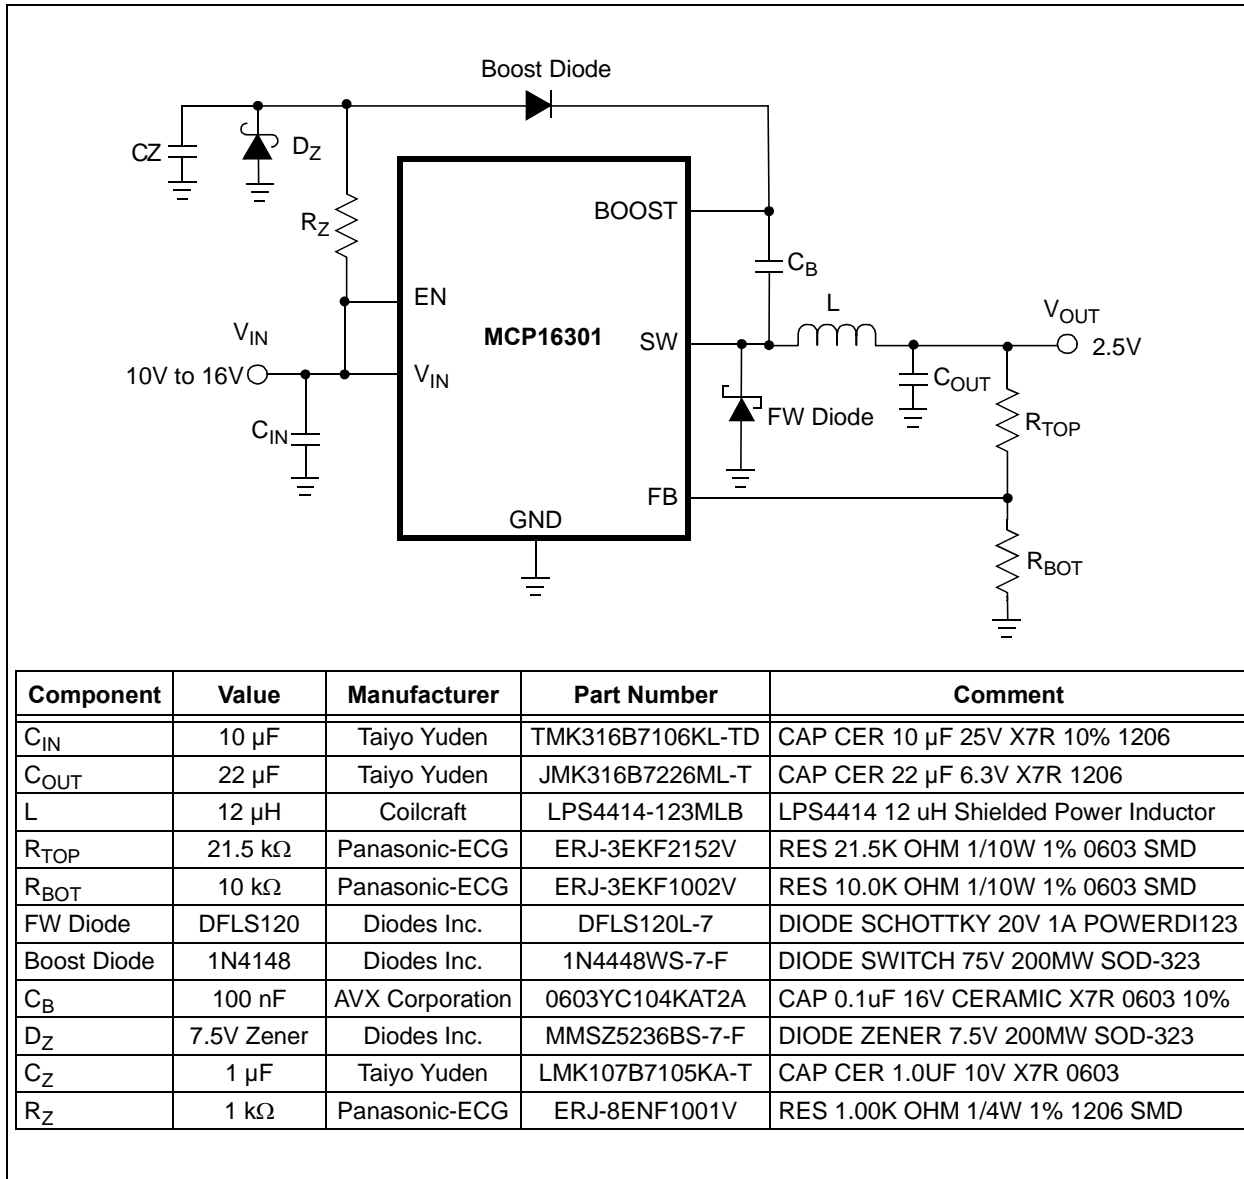 Boost Diode
CZ
DZ
RZ
BOOST
CB
EN
L
VOUT
VIN
MCP16301
SW
2.5V
10V to 16V
VIN
COUT
FW Diode
CIN
RTOP
FB
GND
RBOT
Component Value Manufacturer Part Number Comment
CIN 10 µF Taiyo Yuden TMK316B7106KL-TD CAP CER 10 µF 25V X7R 10% 1206
COUT 22 µF Taiyo Yuden JMK316B7226ML-T CAP CER 22 µF 6.3V X7R 1206
L 12 µH Coilcraft LPS4414-123MLB LPS4414 12 uH Shielded Power Inductor
RTOP 21.5 kΩ Panasonic-ECG ERJ-3EKF2152V RES 21.5K OHM 1/10W 1% 0603 SMD
RBOT 10 kΩ Panasonic-ECG ERJ-3EKF1002V RES 10.0K OHM 1/10W 1% 0603 SMD
FW Diode DFLS120 Diodes Inc. DFLS120L-7 DIODE SCHOTTKY 20V 1A POWERDI123
Boost Diode 1N4148 Diodes Inc. 1N4448WS-7-F DIODE SWITCH 75V 200MW SOD-323
CB 100 nF AVX Corporation 0603YC104KAT2A CAP 0.1uF 16V CERAMIC X7R 0603 10%
DZ 7.5V Zener Diodes Inc. MMSZ5236BS-7-F DIODE ZENER 7.5V 200MW SOD-323
CZ 1 µF Taiyo Yuden LMK107B7105KA-T CAP CER 1.0UF 10V X7R 0603
RZ 1 kΩ Panasonic-ECG ERJ-8ENF1001V RES 1.00K OHM 1/4W 1% 1206 SMD